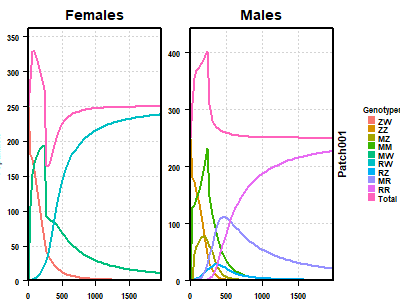 Females
Males
350
300
250
200
150
100
50
0
0
500
1000
1500
400
300
200
100
0
0
500
1000
1500
Patch001
Genotypes
ZW
ZZ
MZ
MM
MW
RW
RZ
MR
RR
Total